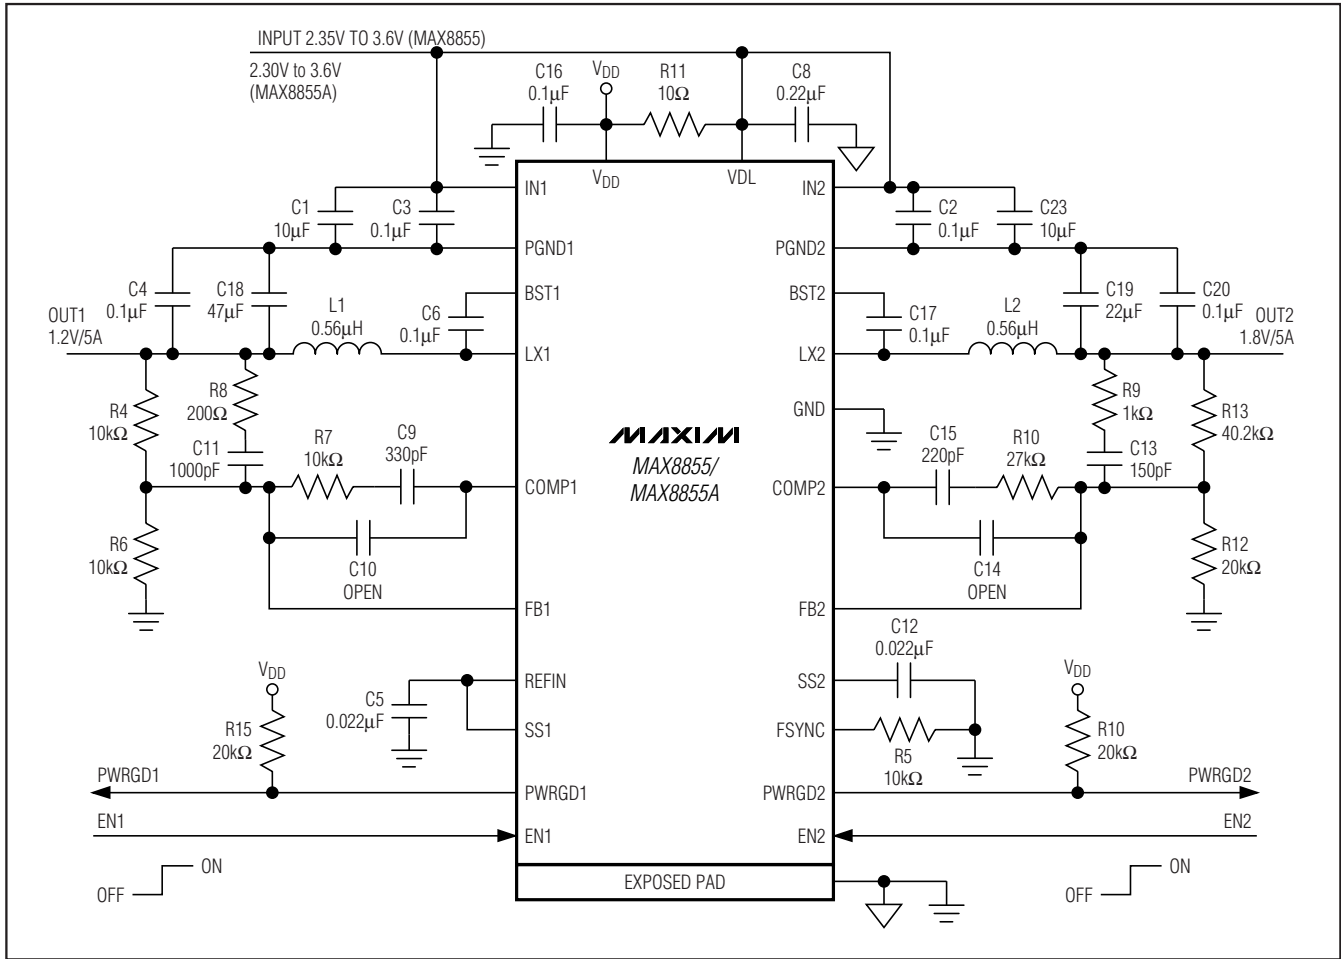 INPUT 2.35V TO 3.6V (MAX8855)
2.30V to 3.6V
(MAX8855A)
C16
0.1µF
VDD
R11
10Ω
C8
0.22µF
VDD
VDL
IN1
IN2
C1
10µF
C3
0.1µF
C2
0.1µF
C23
10µF
PGND1
PGND2
C4
0.1µF
C18
47µF
L1
0.56µH
C6
0.1µF
BST1
BST2
C17
0.1µF
L2
0.56µH
C19
22µF
C20
0.1µF
OUT1
1.2V/5A
OUT2
1.8V/5A
LX1
LX2
R4
10kΩ
R8
200Ω
C11
1000pF
R7
10kΩ
C9
330pF
GND
MAXIM
MAX8855/
MAX8855A
C15
220pF
R10
27kΩ
R9
1kΩ
C13
150pF
R13
40.2kΩ
COMP1
COMP2
R6
10kΩ
C10
OPEN
C14
OPEN
R12
20kΩ
FB1
FB2
C12
0.022µF
VDD
R15
20kΩ
C5
0.022µF
REFIN
SS1
SS2
FSYNC
R5
10kΩ
VDD
R10
20kΩ
PWRGD1
PWRGD1
PWRGD2
PWRGD2
EN1
EN1
EN2
EN2
OFF
ON
EXPOSED PAD
OFF
ON